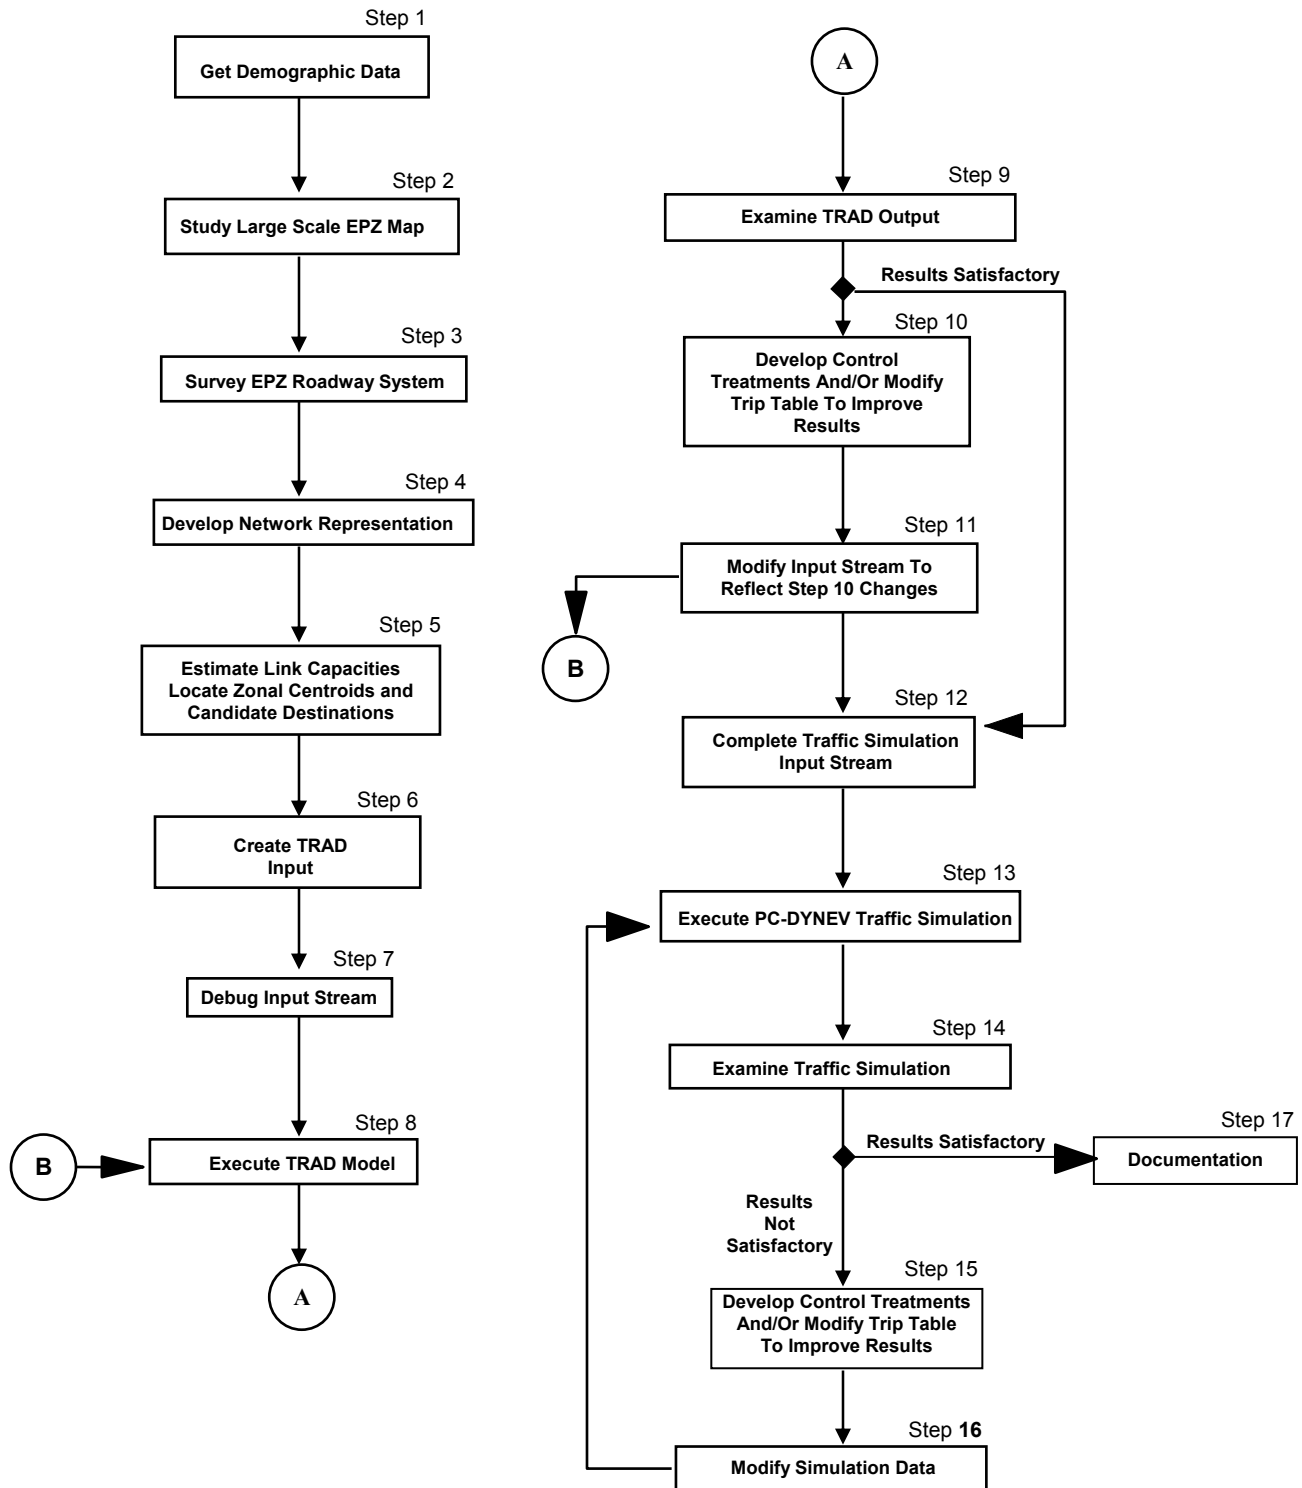 Step 1
Get Demographic Data
Step 2
Study Large Scale EPZ Map
Step 3
Survey EPZ Roadway System
Step 4
Develop Network Representation
Step 5
Estimate Link Capacities
Locate Zonal Centroids and
Candidate Destinations
Step 6
Create TRAD
Input
Step 7
Debug Input Stream
Step 8
B
Execute TRAD Model
A
A
Step 9
Examine TRAD Output
Results Satisfactory
Step 10
Develop Control
Treatments And/Or Modify
Trip Table To Improve
Results
Step 11
Modify Input Stream To
Reflect Step 10 Changes
B
Step 12
Complete Traffic Simulation
Input Stream
Step 13
Execute PC-DYNEV Traffic Simulation
Step 14
Examine Traffic Simulation
Results Satisfactory
Step 17
Documentation
Results
Not
Satisfactory
Step 15
Develop Control Treatments
And/Or Modify Trip Table
To Improve Results
Step 16
Modify Simulation Data